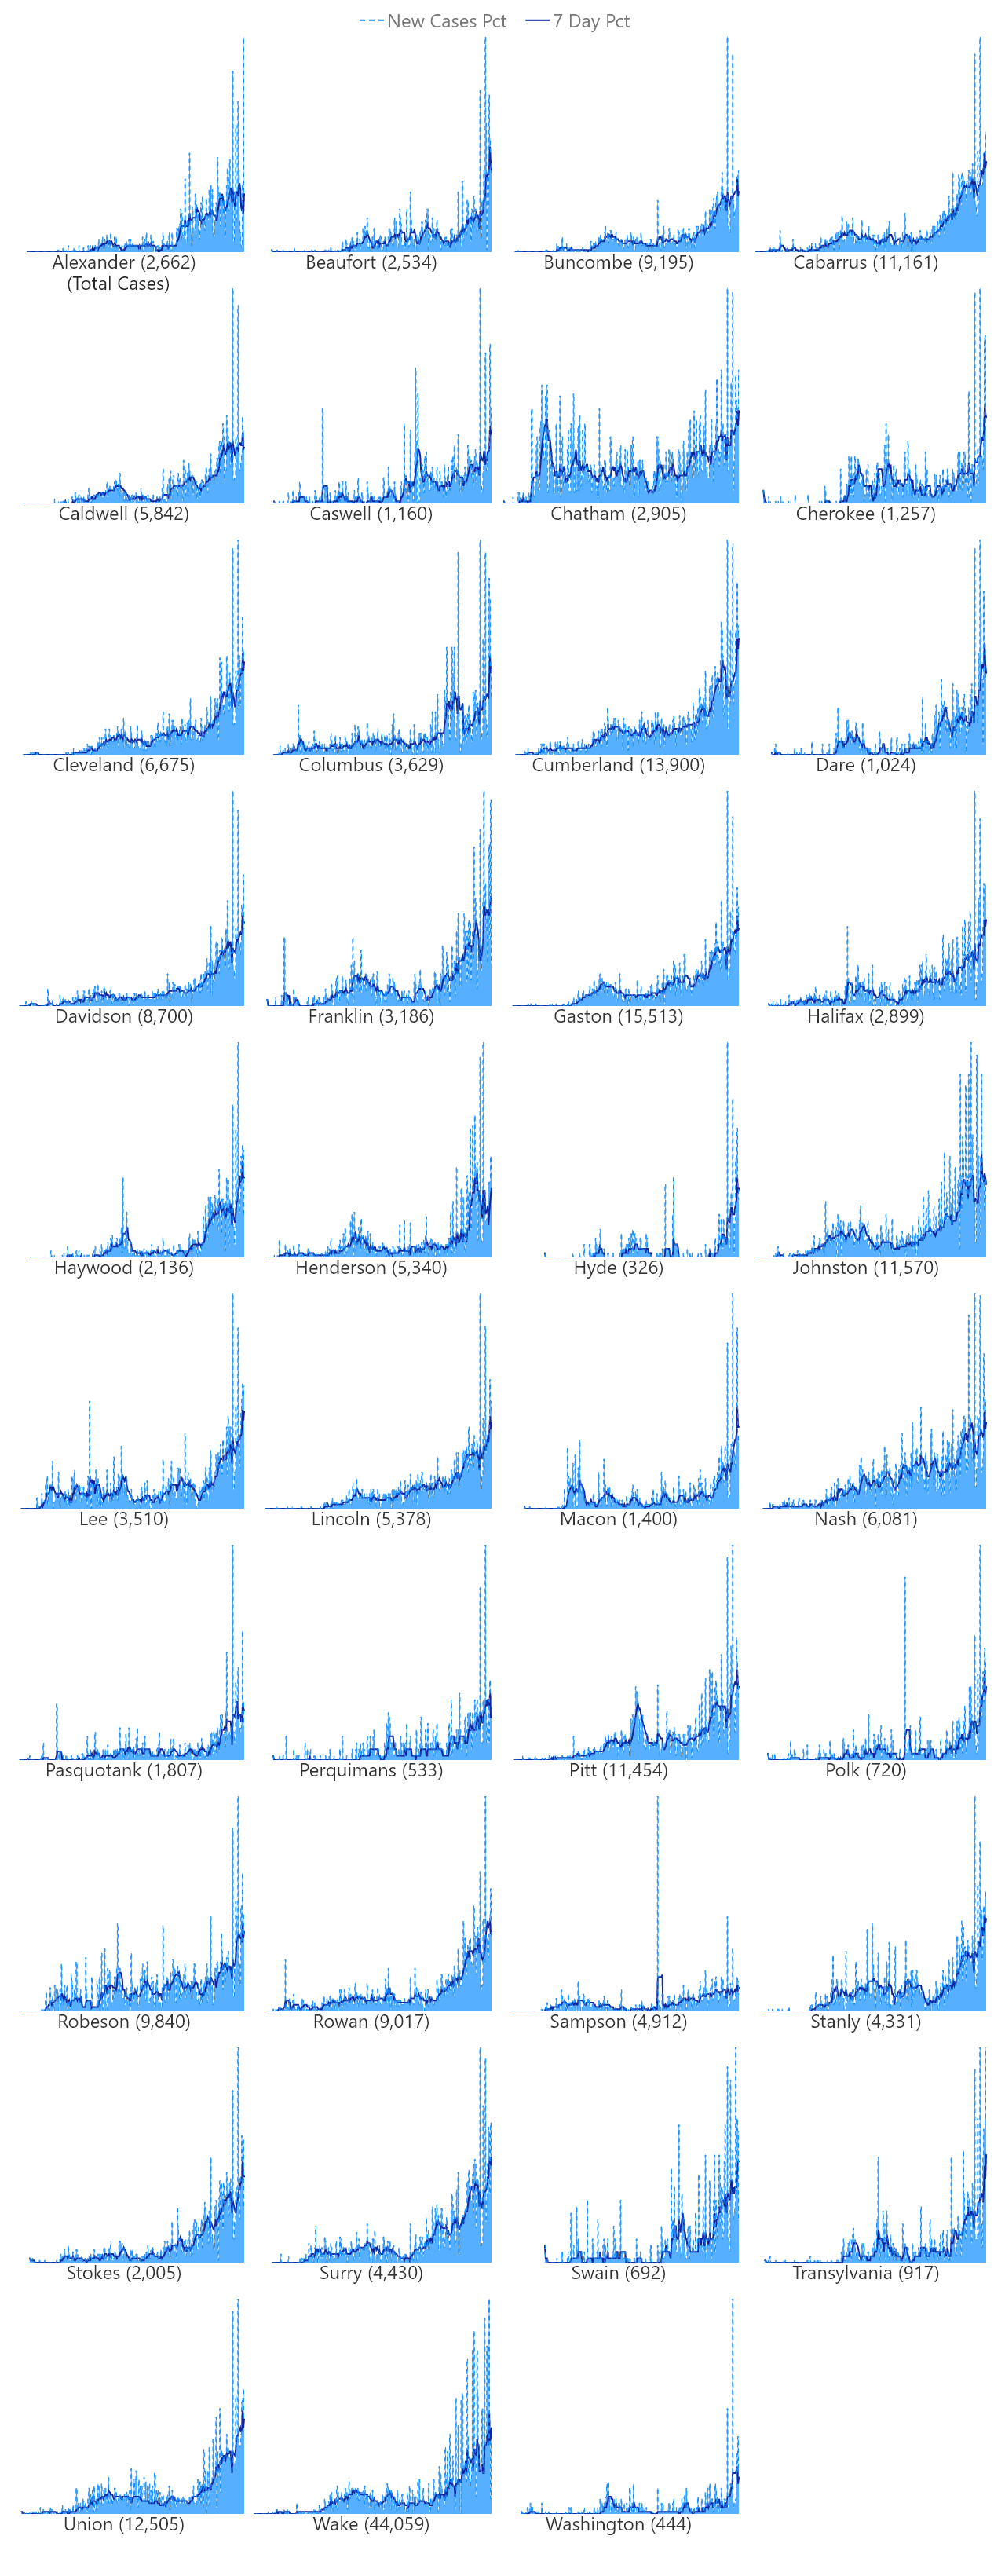 New Cases Pct 7 Day Pct
Alexander (2,662) Beaufort (2,534) Buncombe (9,195) Cabarrus (11,161)
(Total Cases)
Caldwell (5,842) Caswell (1,160) Chatham (2,905) Cherokee (1,257)
Cleveland (6,675) Columbus (3,629) Cumberland (13,900) Dare (1,024)
Davidson (8,700) Franklin (3,186) Gaston (15,513) Halifax (2,899)
Haywood (2,136) Henderson (5,340) Hyde (326) Johnston (11,570)
Lee (3,510) Lincoln (5,378) Macon (1,400) Nash (6,081)
Pasquotank (1,807) Perquimans (533) Pitt (11,454) Polk (720)
Robeson (9,840) Rowan (9,017) Sampson (4,912) Stanly (4,331)
Stokes (2,005) Surry (4,430) Swain (692) Transylvania (917)
Union (12,505) Wake (44,059) Washington (444)